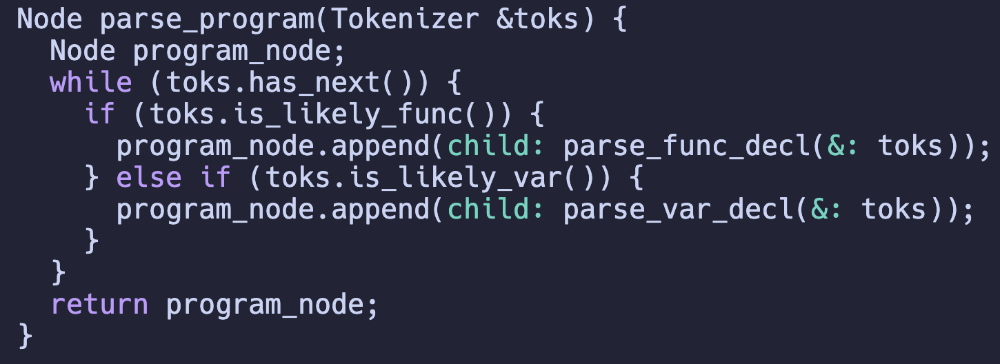 Node parse_program(Tokenizer &toks) {
  Node program_node;
  while (toks.has_next()) {
    if (toks.is_likely_func()) {
      program_node.append(child: parse_func_decl(&: toks));
    } else if (toks.is_likely_var()) {
      program_node.append(child: parse_var_decl(&: toks));
    }
  }
  return program_node;
}